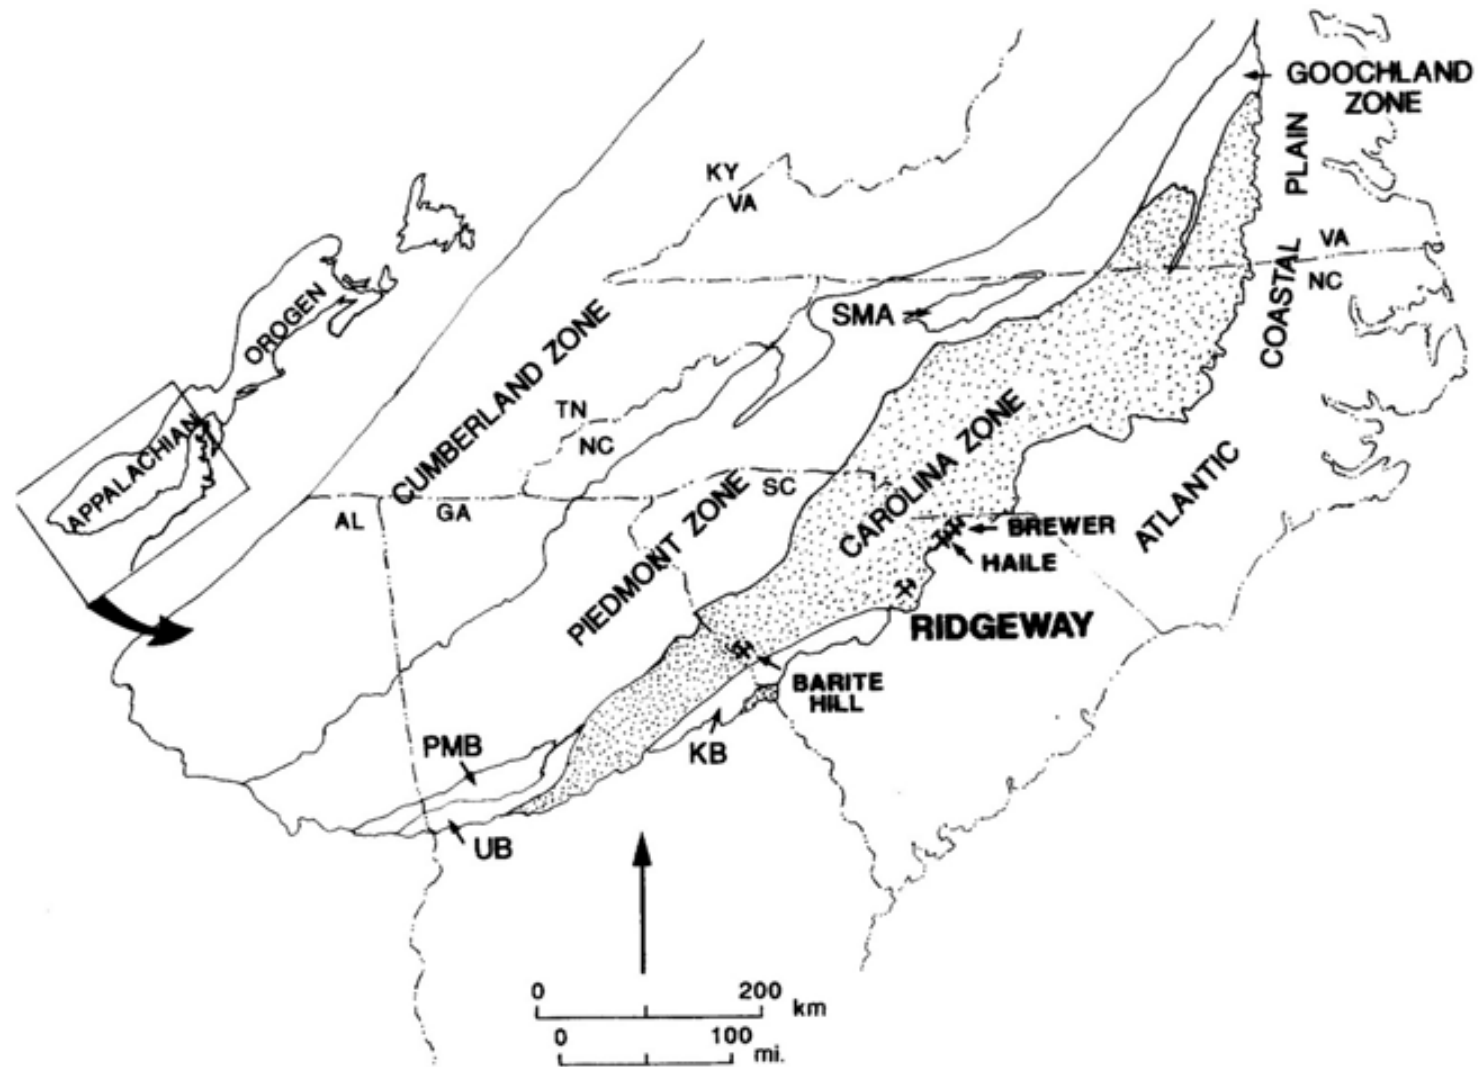 GOOCHLAND
ZONE
COASTAL PLAIN
KY
VA
VA
NC
APPALACHIAN OROGEN
CUMBERLAND ZONE
SMA
TN
NC
AL
GA
SC
PIEDMONT ZONE
CAROLINA ZONE
ATLANTIC
BREWER
HAILE
RIDGEWAY
BARITE
HILL
PMB
KB
UB
0 200 km
0 100 mi.